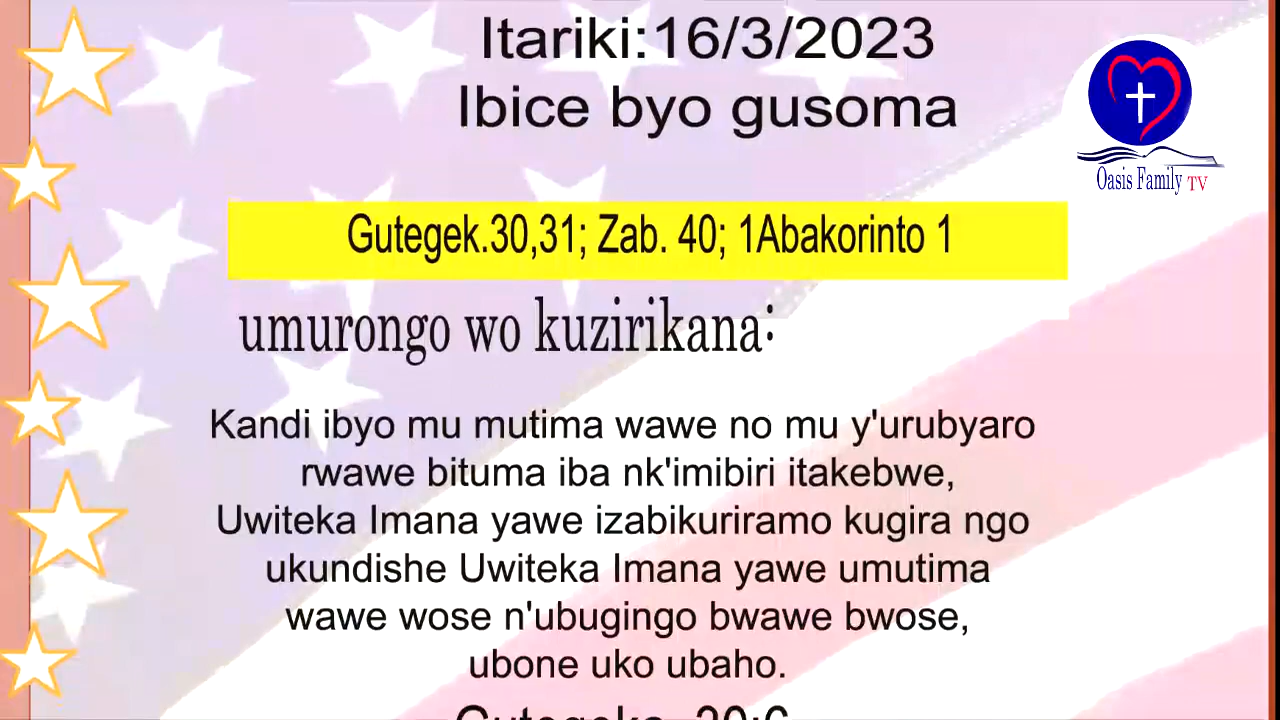 Itariki:16/3/2023
Ibice byo gusoma
Oasis Family TV
Gutegek.30,31; Zab. 40; 1Abakorinto 1
umurongo wo kuzirikana:
Kandi ibyo mu mutima wawe no mu y'urubyaro
rwawe bituma iba nk'imibiri itakebwe,
Uwiteka Imana yawe izabikuriramo kugira ngo
ukundishe Uwiteka Imana yawe umutima
wawe wose n'ubugingo bwawe bwose,
ubone uko ubaho.